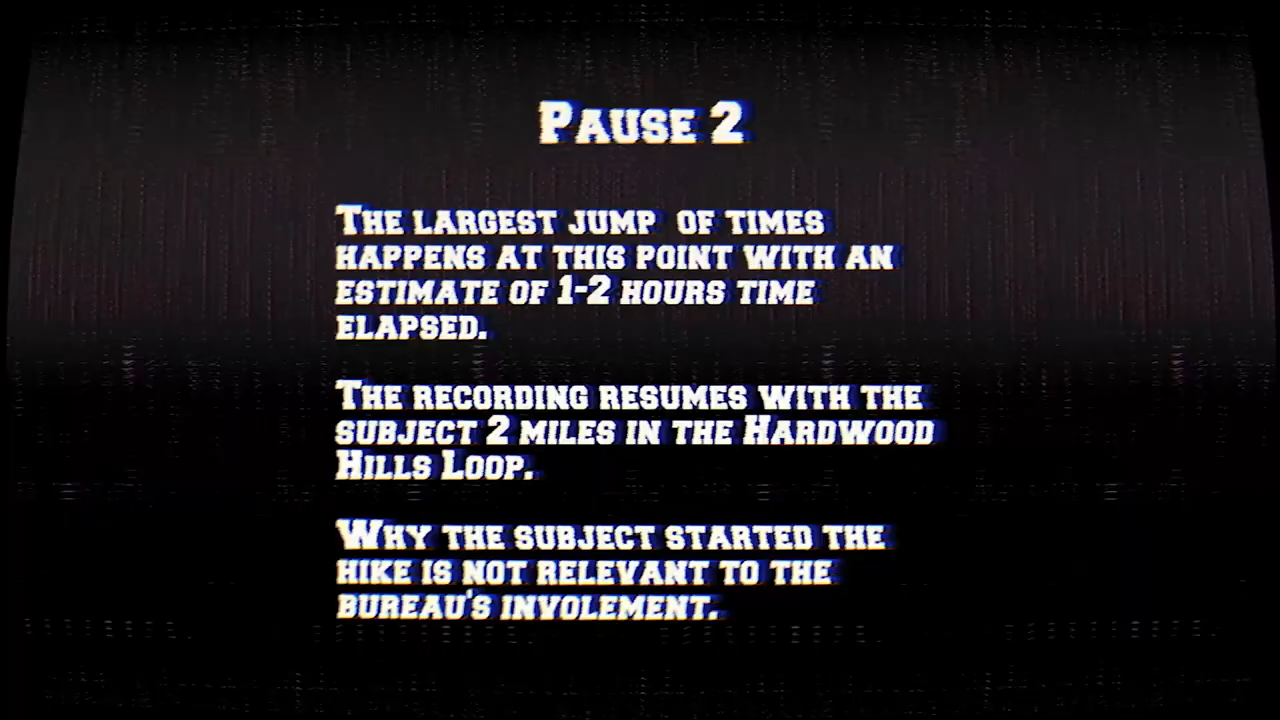 Pause 2
The largest jump  of times
happens at this point with an
estimate of 1-2 hours time
elapsed.
The recording resumes with the
subject 2 miles in the Hardwood
Hills Loop.
Why the subject started the
hike is not relevant to the
bureau's involement.